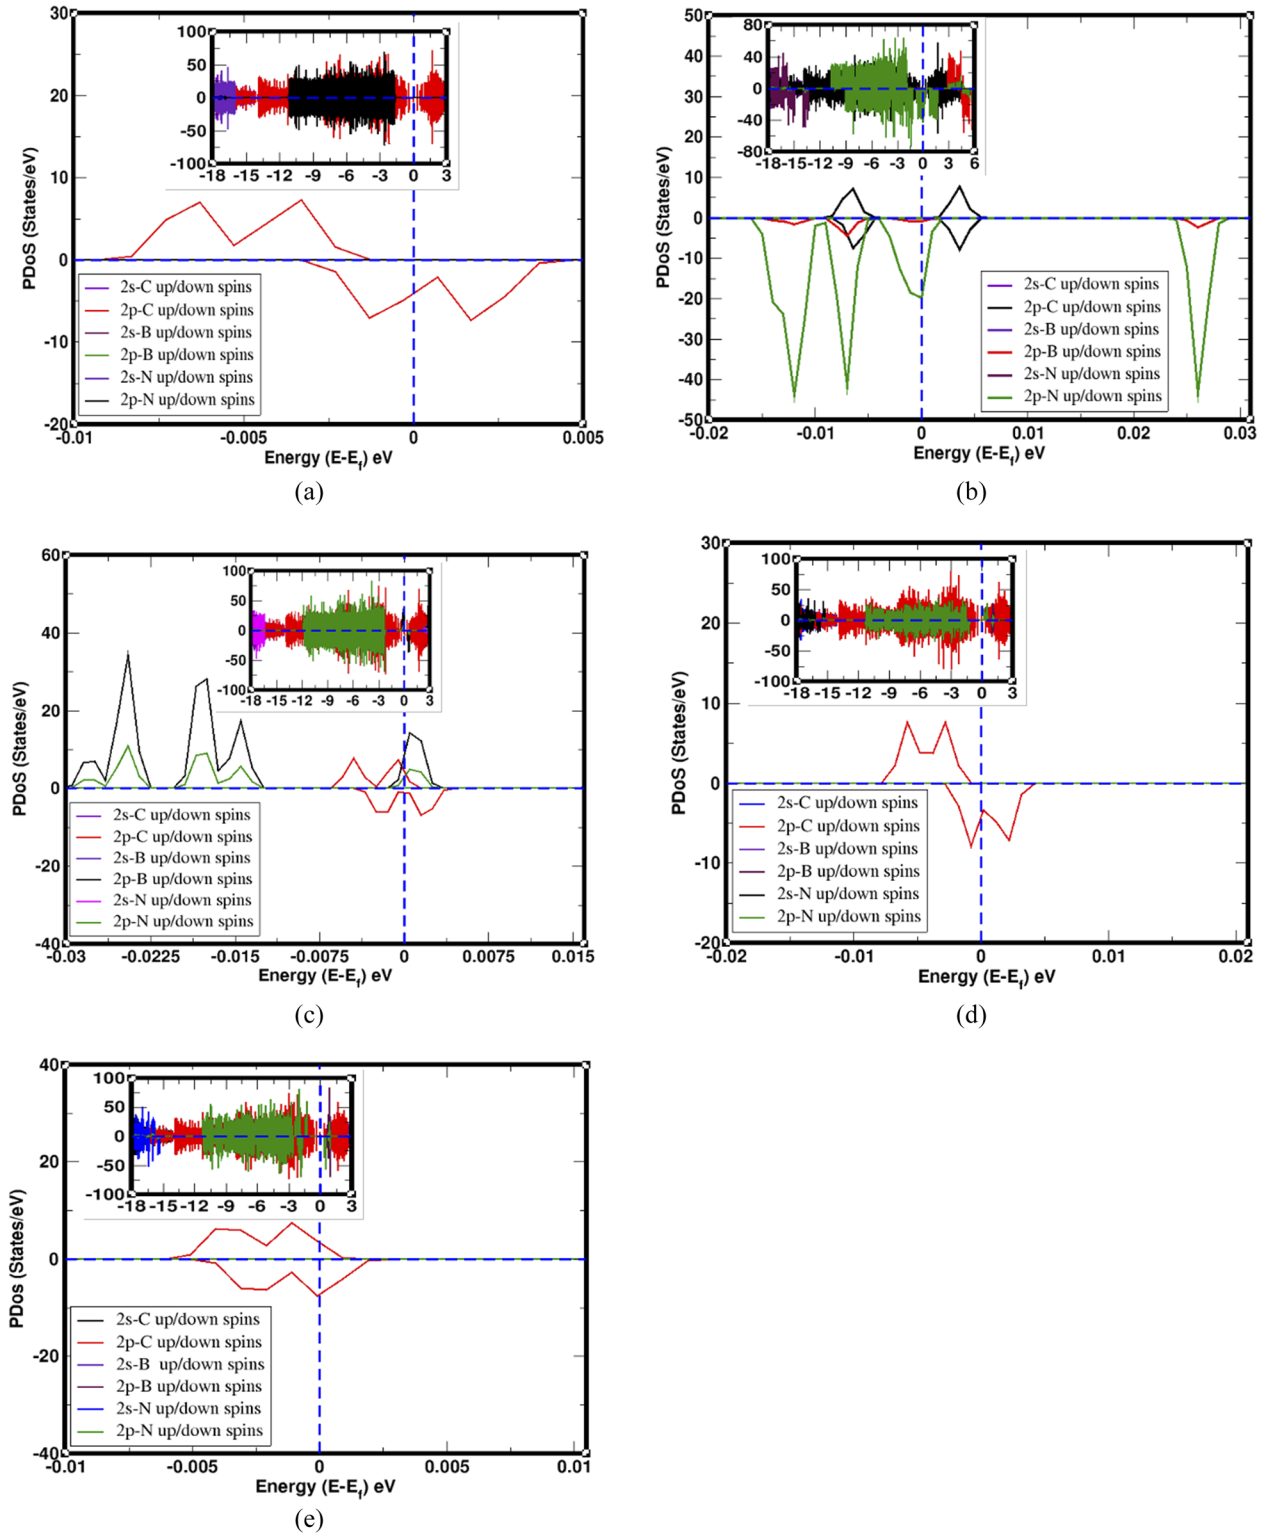 30
20
10
0
-10
-20
PDoS (States/eV)
100
50
0
-50
-100
-18 -15 -12 -9 -6 -3 0 3
2s-C up/down spins
2p-C up/down spins
2s-B up/down spins
2p-B up/down spins
2s-N up/down spins
2p-N up/down spins
-0.01 -0.005 0 0.005
Energy (E-Ef) eV
(a)
50
40
30
20
10
0
-10
-20
-30
-40
-50
PDoS (States/eV)
80
40
0
-40
-80
-18 -15 -12 -9 -6 -3 0 3 6
2s-C up/down spins
2p-C up/down spins
2s-B up/down spins
2p-B up/down spins
2s-N up/down spins
2p-N up/down spins
-0.02 -0.01 0 0.01 0.02 0.03
Energy (E-Ef) eV
(b)
60
40
20
0
-20
-40
PDoS (States/eV)
100
50
0
-50
-100
-18 -15 -12 -9 -6 -3 0 3
2s-C up/down spins
2p-C up/down spins
2s-B up/down spins
2p-B up/down spins
2s-N up/down spins
2p-N up/down spins
-0.03 -0.0225 -0.015 -0.0075 0 0.0075 0.015
Energy (E-Ef) eV
(c)
30
20
10
0
-10
-20
PDoS (States/eV)
100
50
0
-50
-100
-18 -15 -12 -9 -6 -3 0 3
2s-C up/down spins
2p-C up/down spins
2s-B up/down spins
2p-B up/down spins
2s-N up/down spins
2p-N up/down spins
-0.02 -0.01 0 0.01 0.02
Energy (E-Ef) eV
(d)
40
20
0
-20
-40
PDos (States/eV)
100
50
0
-50
-100
-18 -15 -12 -9 -6 -3 0 3
2s-C up/down spins
2p-C up/down spins
2s-B up/down spins
2p-B up/down spins
2s-N up/down spins
2p-N up/down spins
-0.01 -0.005 0 0.005 0.01
Energy (E-Ef) eV
(e)